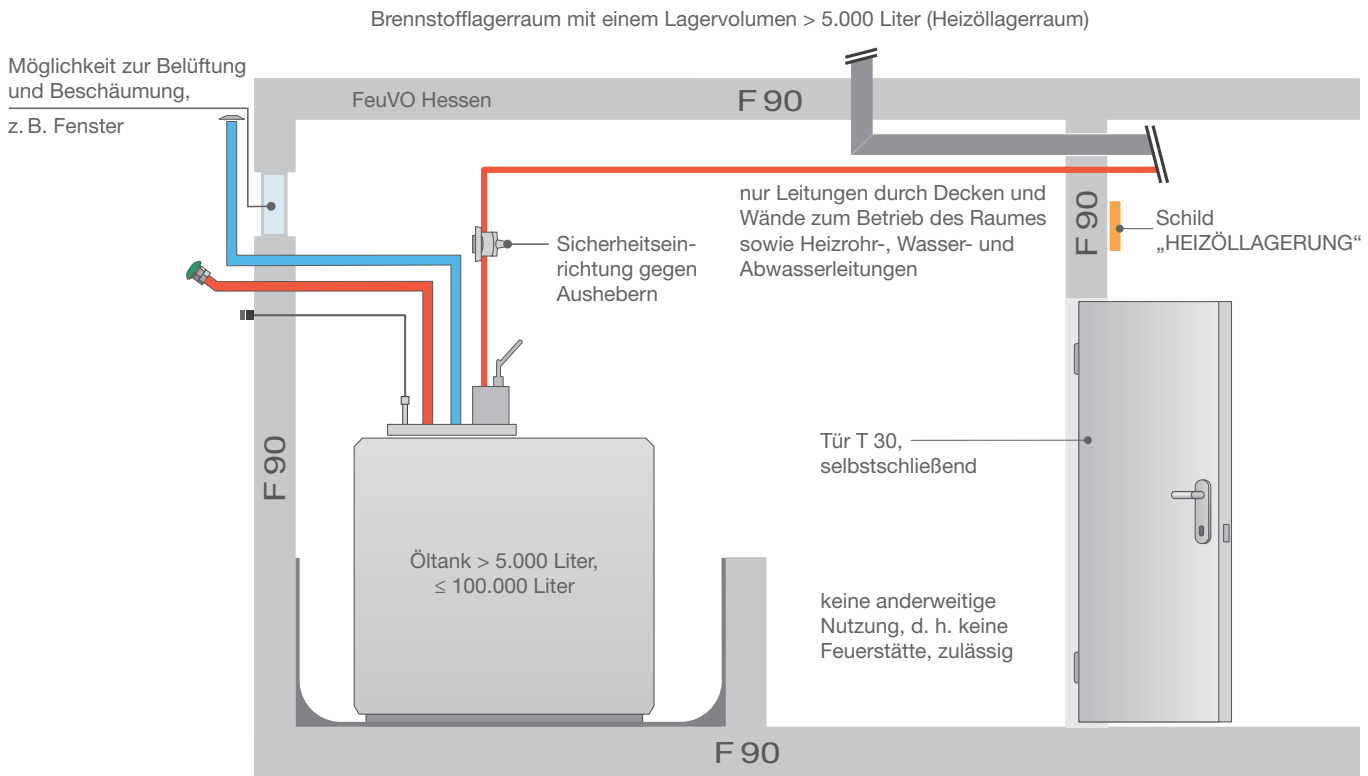 Brennstofflagerraum mit einem Lagervolumen > 5.000 Liter (Heizöllagerraum)
Möglichkeit zur Belüftung
und Beschäumung,
z. B. Fenster
FeuVO Hessen
F 90
nur Leitungen durch Decken und
Wände zum Betrieb des Raumes
sowie Heizrohr-, Wasser- und
Abwasserleitungen
F 90
Schild
„HEIZÖLLAGERUNG“
Sicherheitsein-
richtung gegen
Aushebern
F 90
Tür T 30,
selbstschließend
Öltank > 5.000 Liter,
≤ 100.000 Liter
keine anderweitige
Nutzung, d. h. keine
Feuerstätte, zulässig
F 90